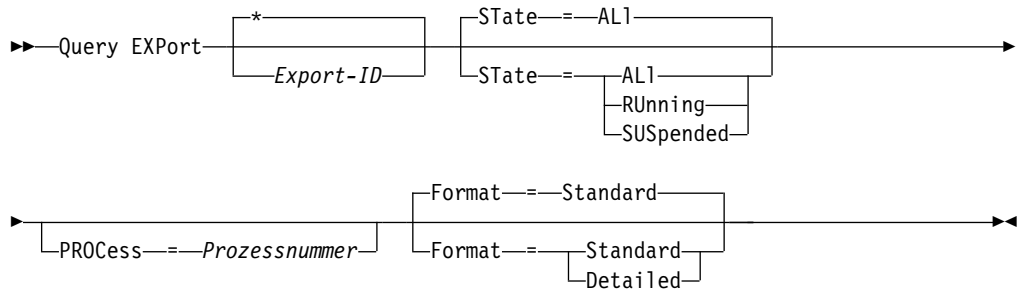 * STate = ALl
Query EXPort
Export-ID STate = ALl
RUnning
SUSpended
Format = Standard
PROCess = Prozessnummer Format = Standard
Detailed